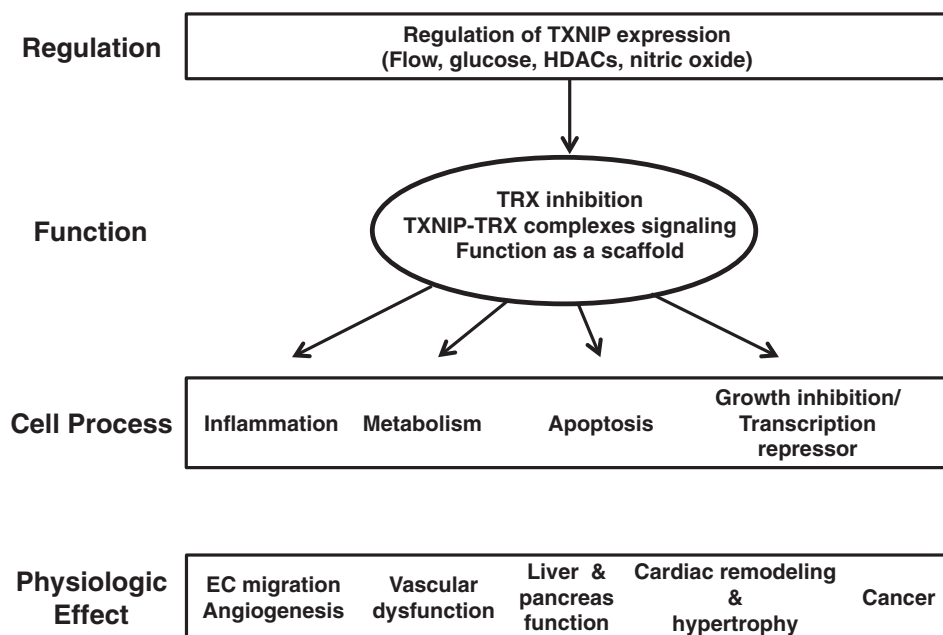 Regulation
Regulation of TXNIP expression
(Flow, glucose, HDACs, nitric oxide)
Function
TRX inhibition
TXNIP-TRX complexes signaling
Function as a scaffold
Cell Process
Inflammation
Metabolism
Apoptosis
Growth inhibition/
Transcription
repressor
Physiologic
Effect
EC migration
Angiogenesis
Vascular
dysfunction
Liver &
pancreas
function
Cardiac remodeling
&
hypertrophy
Cancer